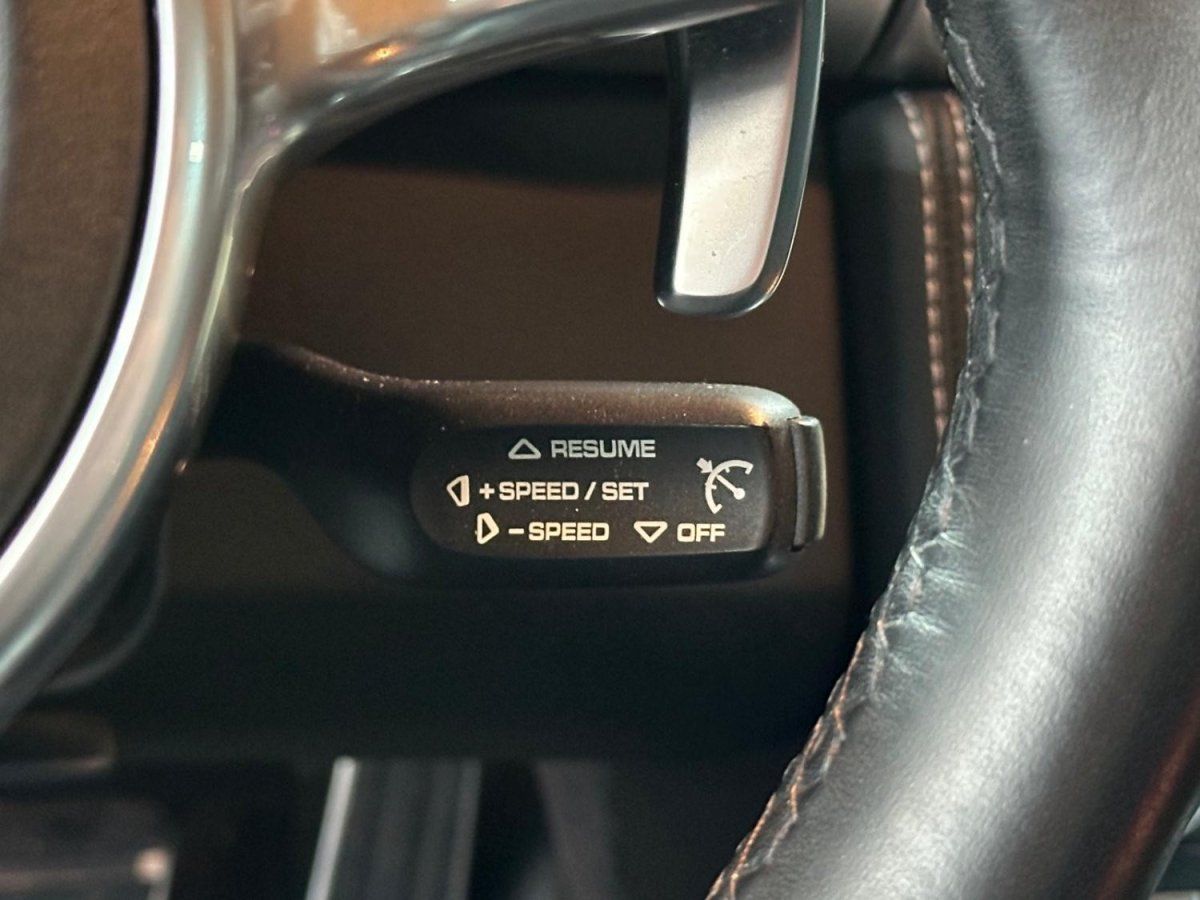 RESUME
+SPEED / SET
−SPEED OFF